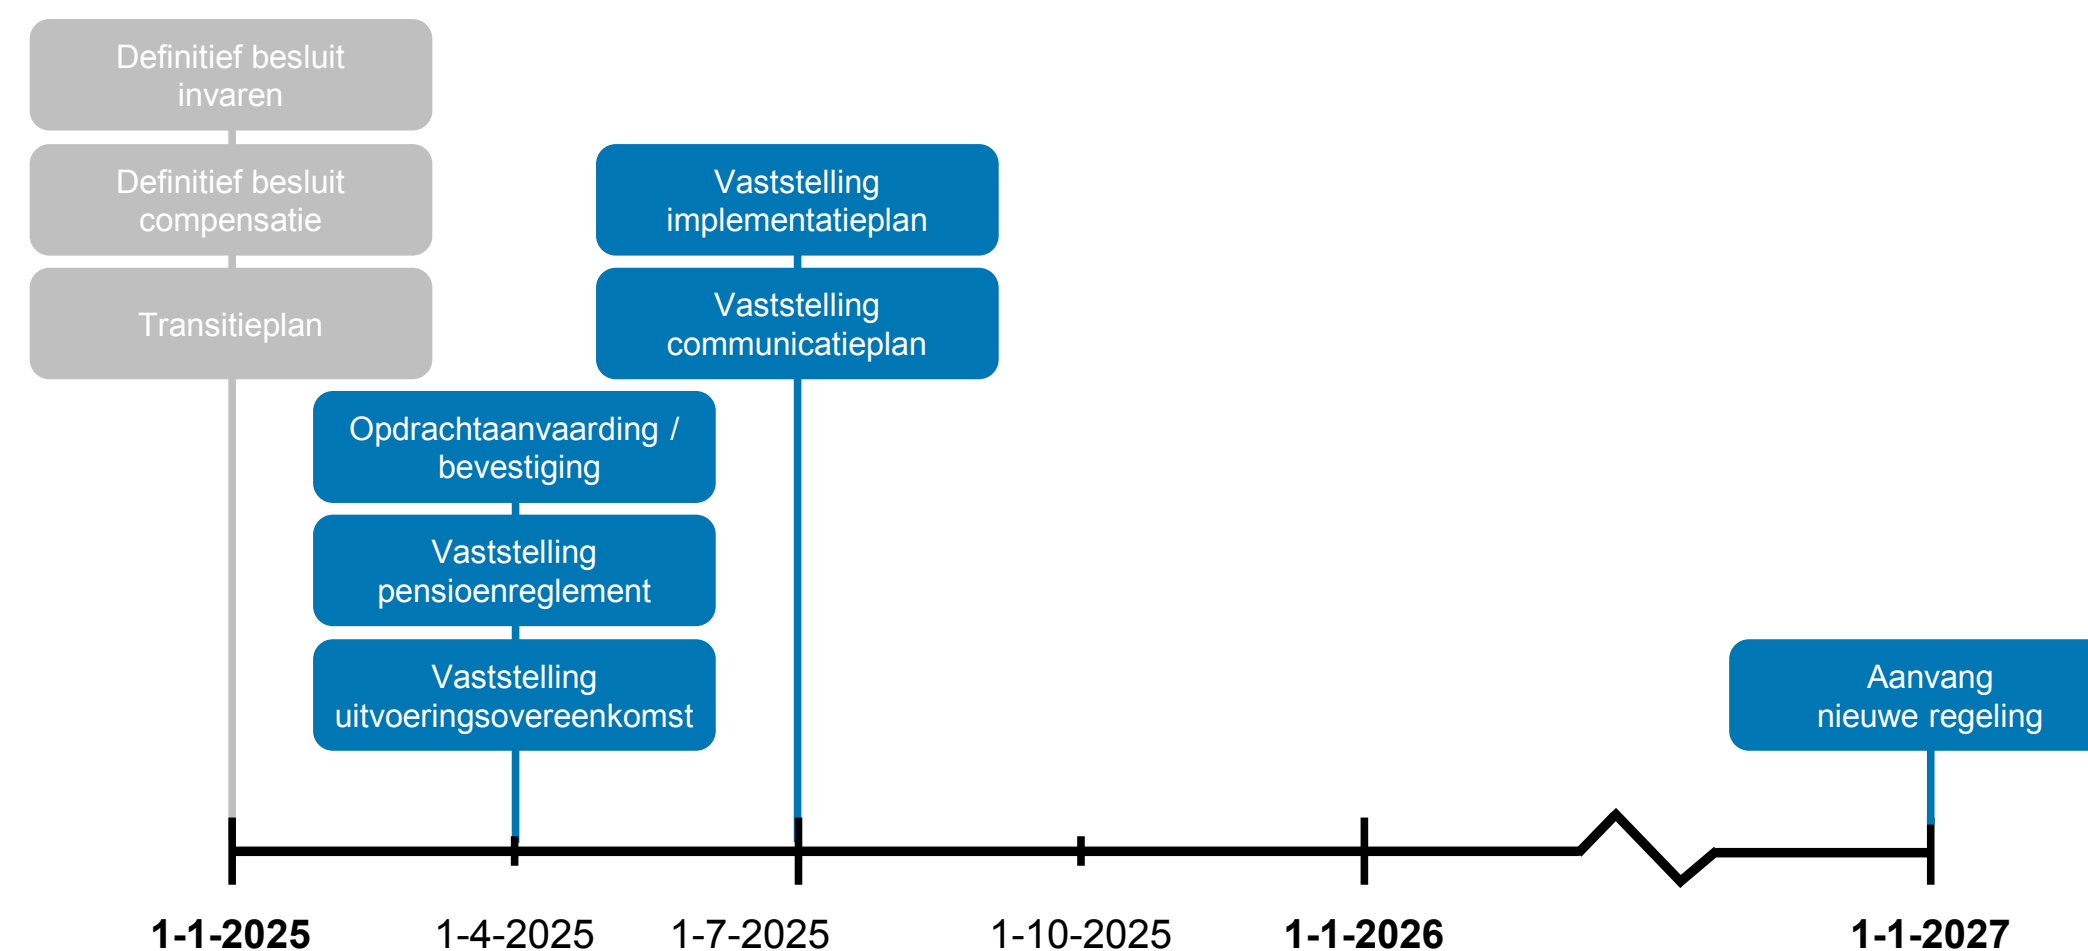 Definitief besluit
invaren
Definitief besluit
compensatie
Transitieplan
Vaststelling
implementatieplan
Vaststelling
communicatieplan
Opdrachtaanvaarding /
bevestiging
Vaststelling
pensioenreglement
Vaststelling
uitvoeringsovereenkomst
Aanvang
nieuwe regeling
1-1-2025
1-4-2025
1-7-2025
1-10-2025
1-1-2026
1-1-2027